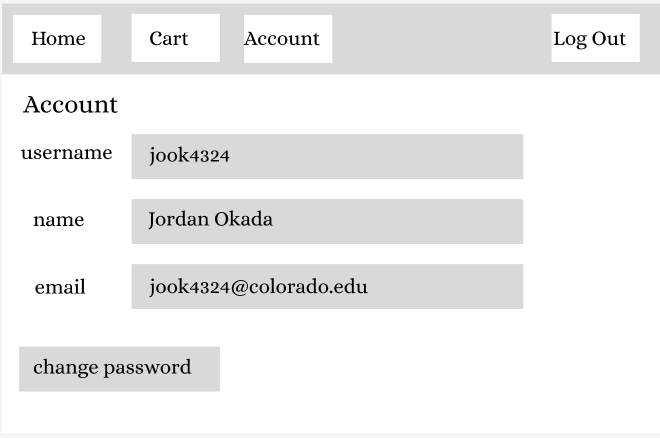 Home Cart Account Log Out
Account
username jook4324
name Jordan Okada
email jook4324@colorado.edu
change password